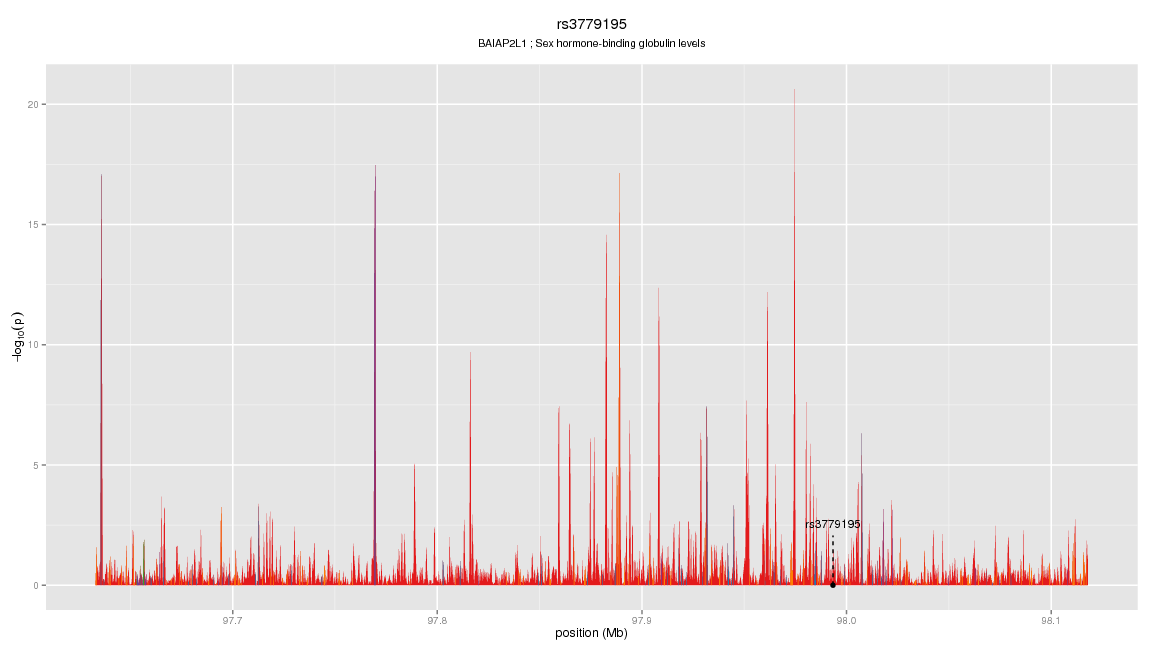 rs3779195
BAIAP2L1 ; Sex hormone-binding globulin levels
20
15
10
5
0
−log10(p)
rs3779195
97.7
97.8
97.9
98.0
98.1
position (Mb)